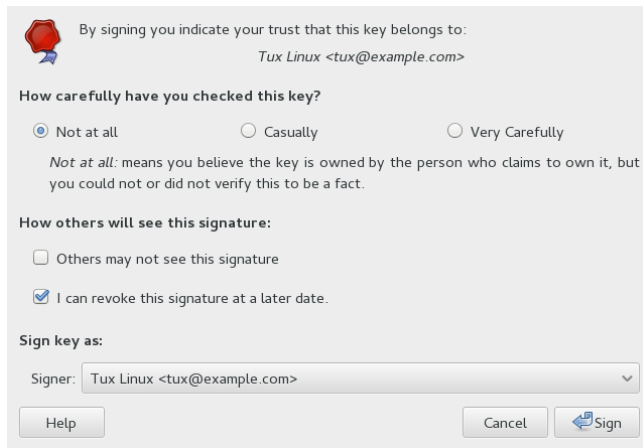 By signing you indicate your trust that this key belongs to:
Tux Linux <tux@example.com>
How carefully have you checked this key?
Not at all
Casually
Very Carefully
Not at all: means you believe the key is owned by the person who claims to own it, but
you could not or did not verify this to be a fact.
How others will see this signature:
Others may not see this signature
I can revoke this signature at a later date.
Sign key as:
Signer: Tux Linux <tux@example.com>
Help
Cancel
Sign